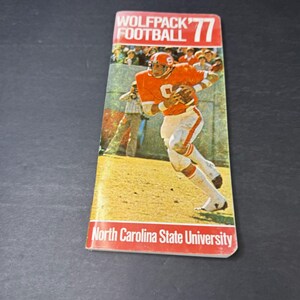 WOLFPACK '77
FOOTBALL
North Carolina State University